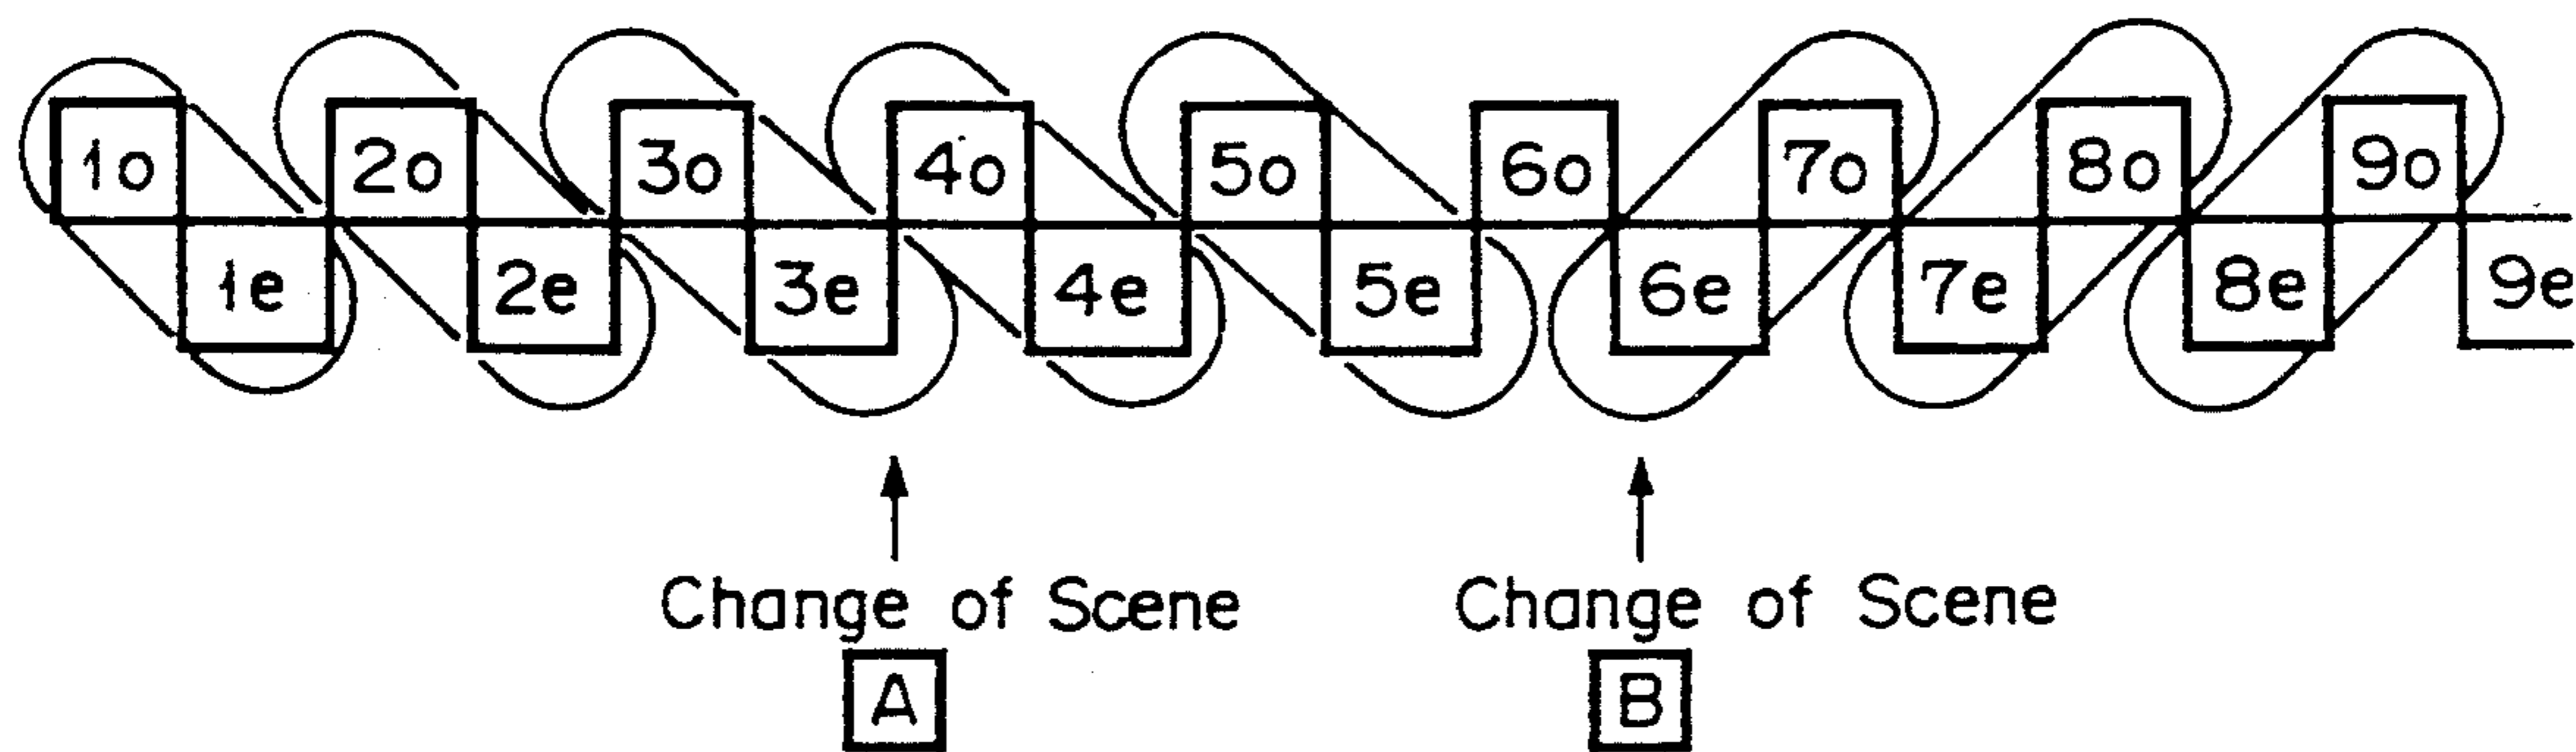 1o 2o 3o 4o 5o 6o 7o 8o 9o
1e 2e 3e 4e 5e 6e 7e 8e 9e
Change of Scene Change of Scene
A B